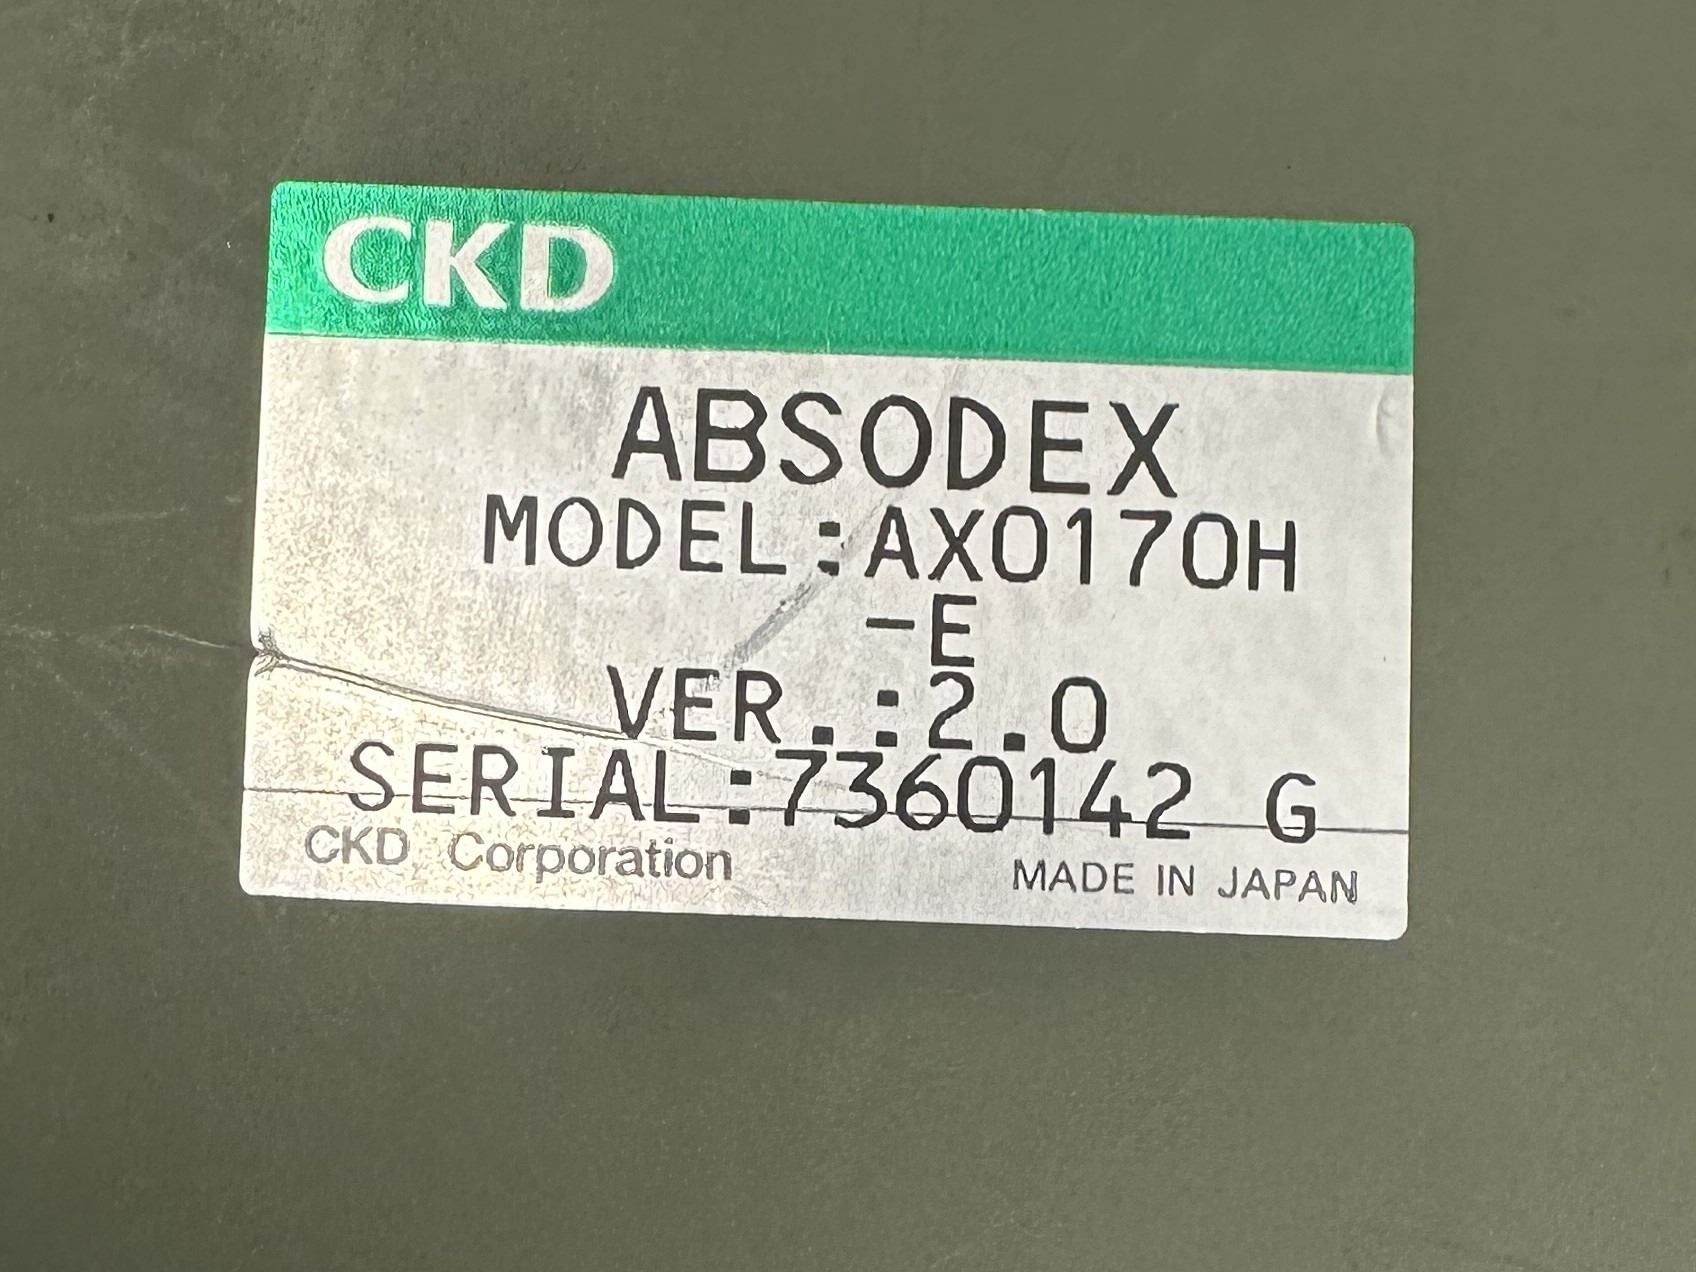 CKD
ABSODEX
MODEL:AX0170H
-E
VER.:2.0
SERIAL:7360142 G
CKD Corporation
MADE IN JAPAN